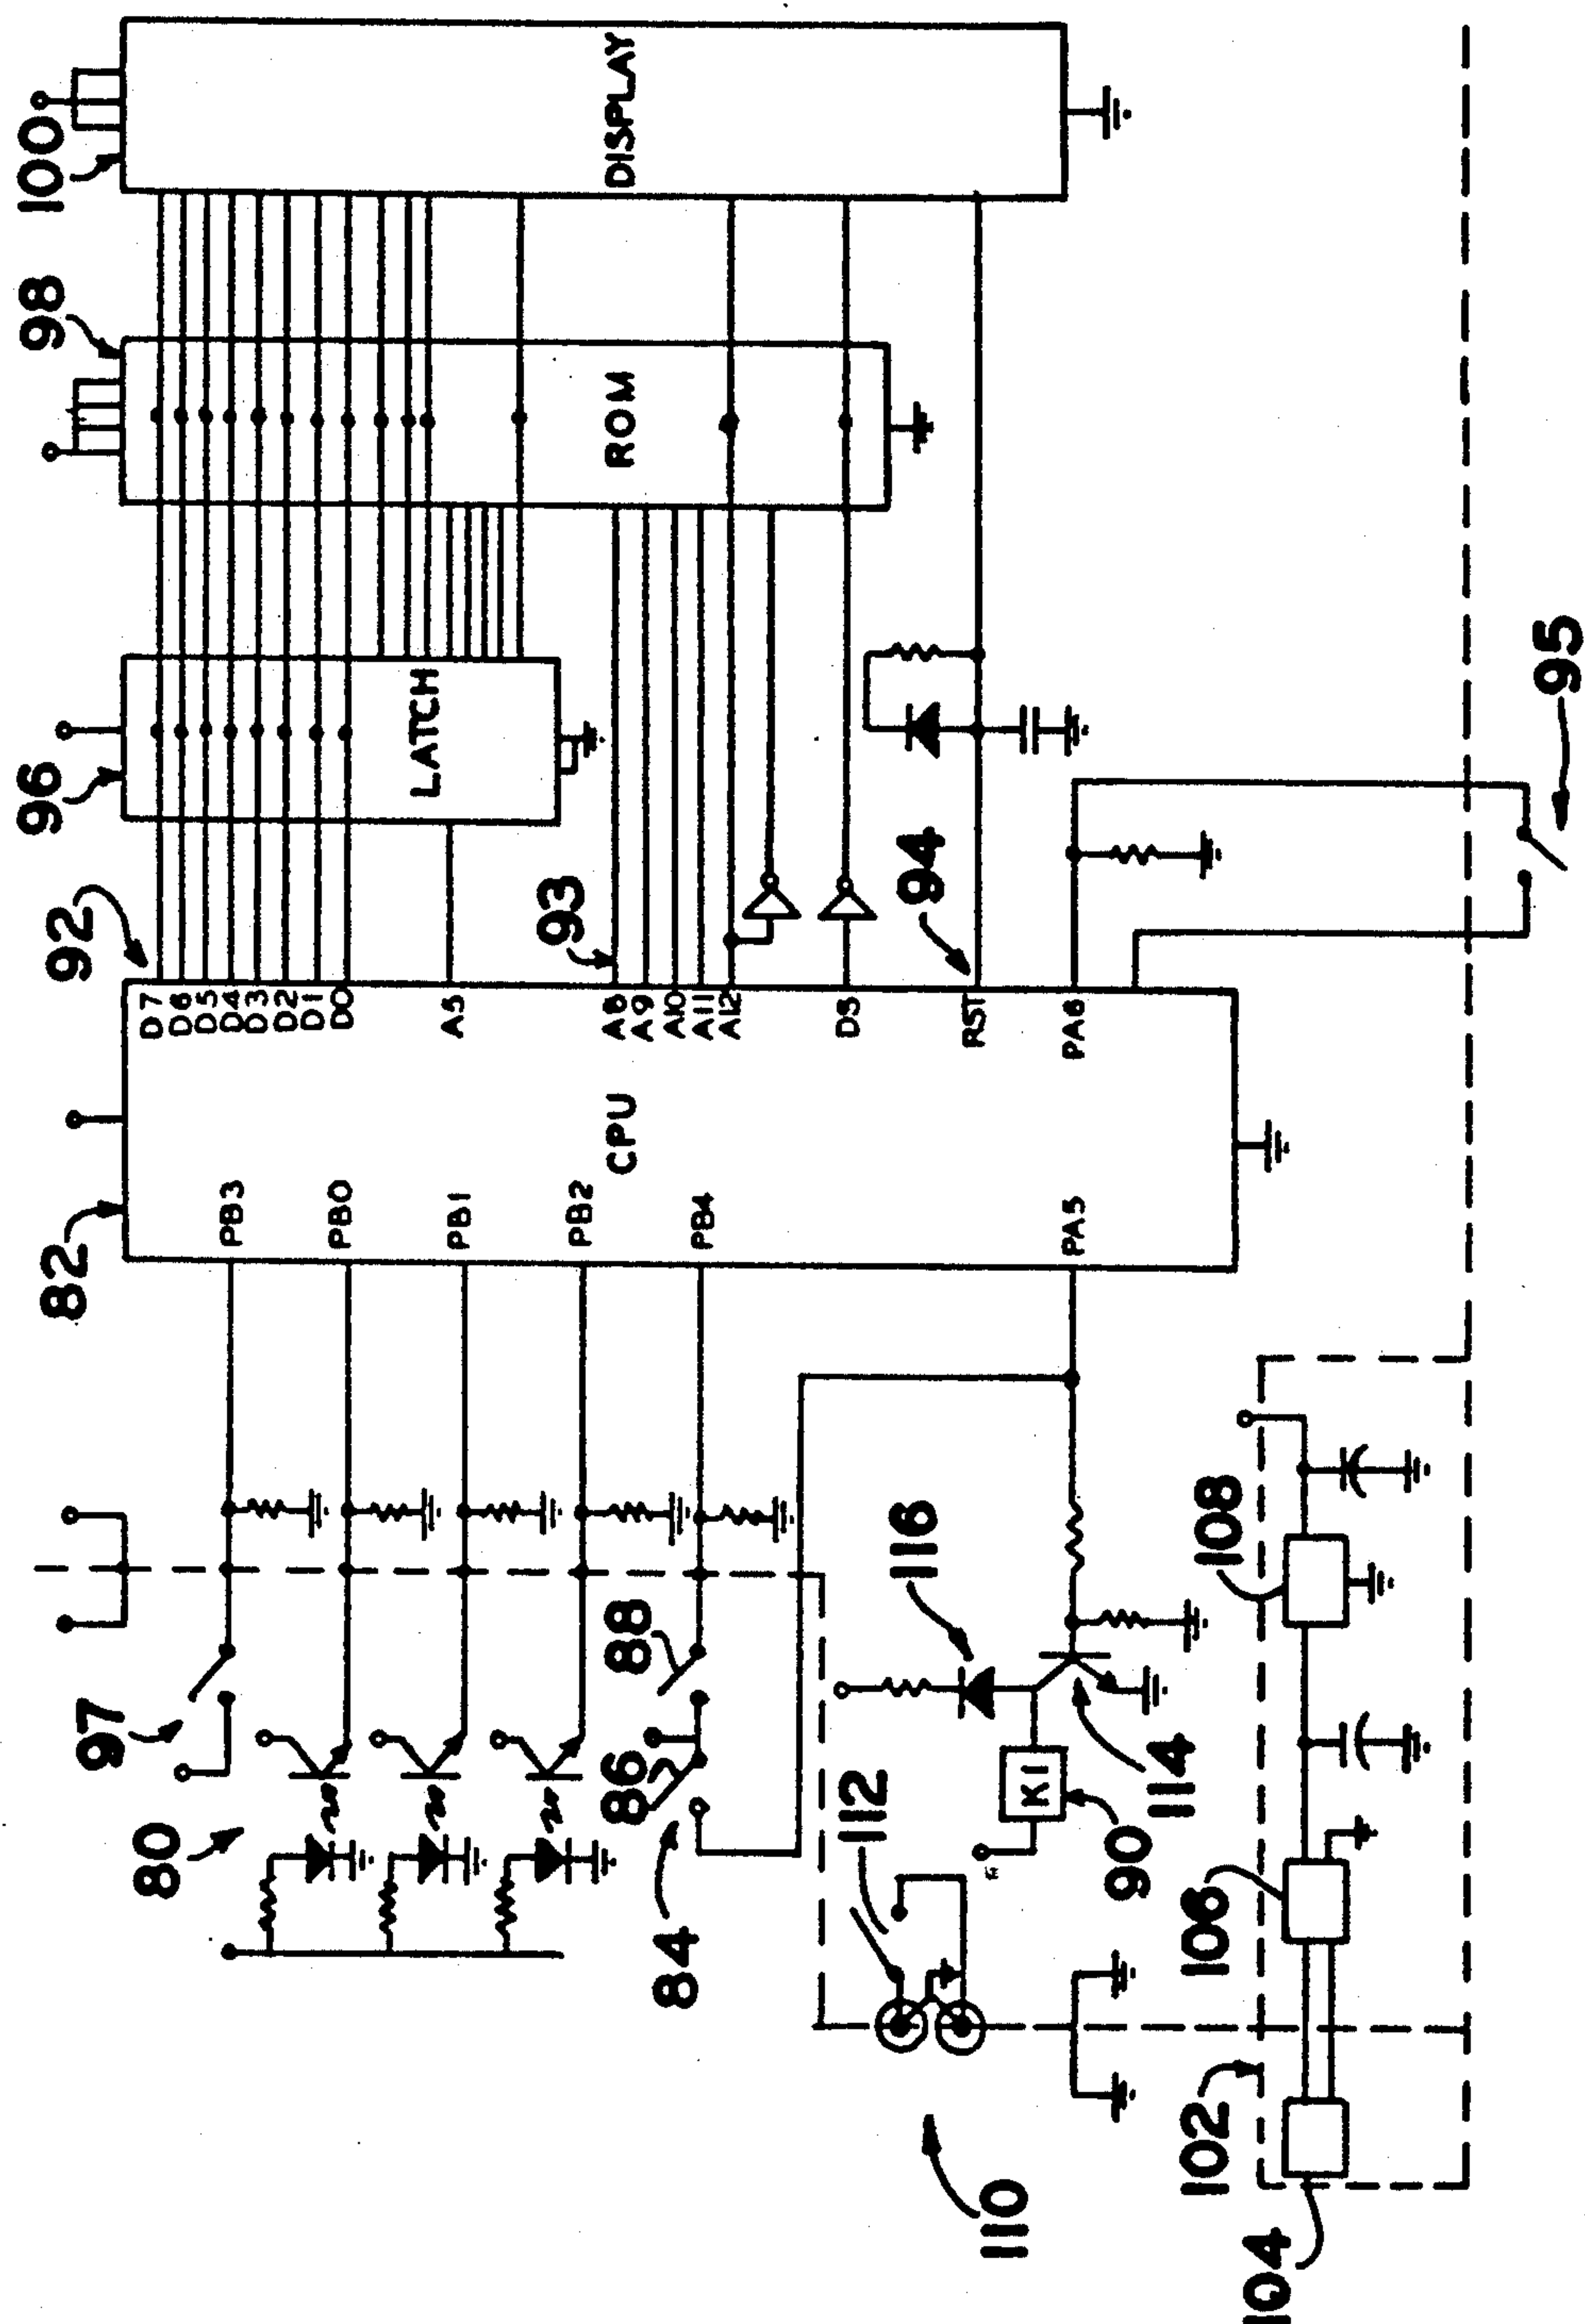 100
DISPLAY
98
ROM
96
LATCH
92
93
94
95
D7
D6
D5
D4
D3
D2
D1
D0
A5
A8
A9
A10
A11
A12
DS
RST
PA6
82
CPU
PB3
PB0
PB1
PB2
PB4
PA5
97
80
88
86
84
116
112
114
K1
90
108
106
102
104
110